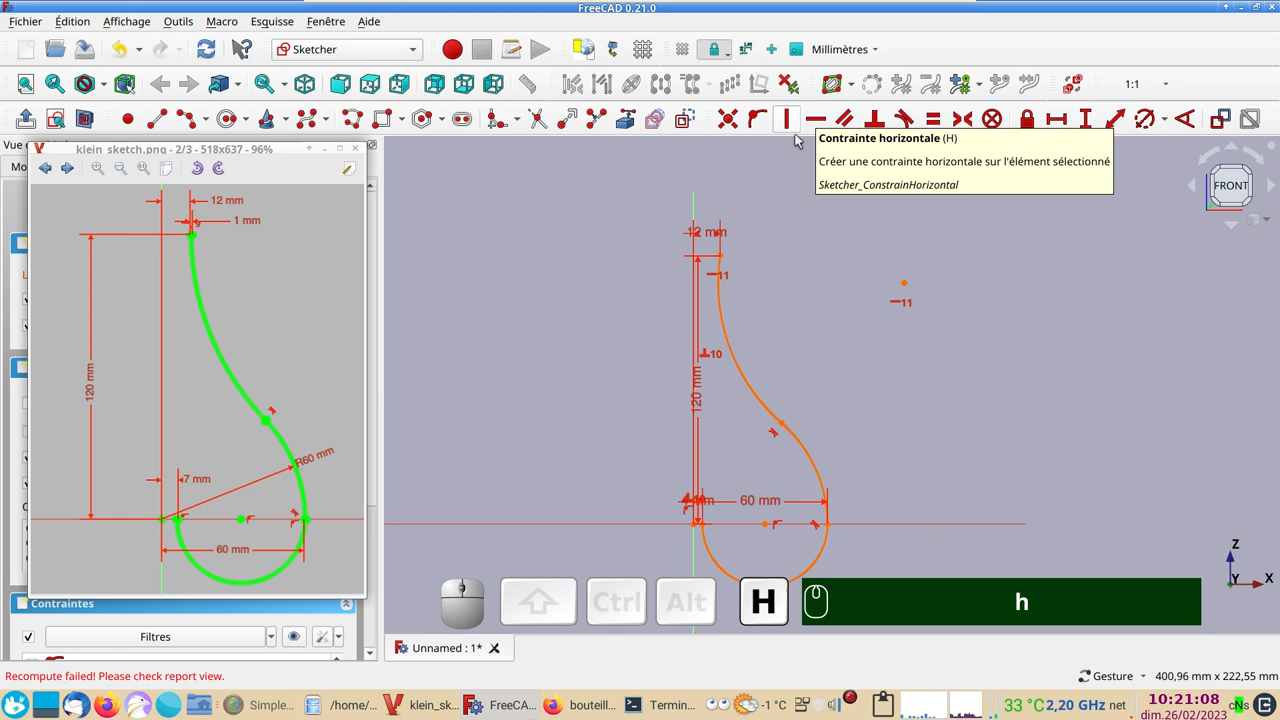 FreeCAD 0.21.0
Fichier Édition Affichage Outils Macro Esquisse Fenêtre Aide
Sketcher
Millimètres
1:1
Contrainte horizontale (H)
Créer une contrainte horizontale sur l'élément sélectionné
Sketcher_ConstrainHorizontal
klein_sketch.png - 2/3 - 518x637 - 96%
12 mm
1 mm
120 mm
R60 mm
7 mm
60 mm
12 mm
11
11
10
120 mm
60 mm
FRONT
Z
Y
X
Contraintes
Filtres
Ctrl
Alt
H
h
Unnamed : 1*
Recompute failed! Please check report view.
Gesture
400,96 mm x 222,55 mm
Simple...
/home/...
klein_sk...
FreeCA...
bouteill...
Termin...
-1 °C
33 °C
2,20 GHz
net
10:21:08
dim.26/02/2023